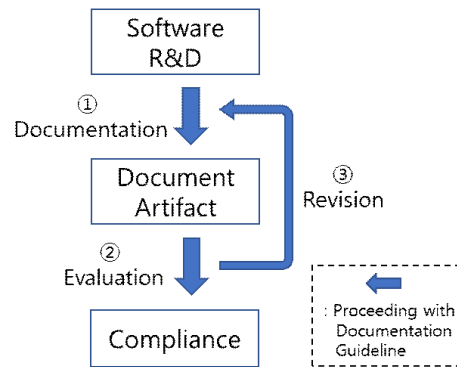 Software
R&D
①
Documentation
Document
Artifact
③
Revision
②
Evaluation
Compliance
: Proceeding with
Documentation
Guideline